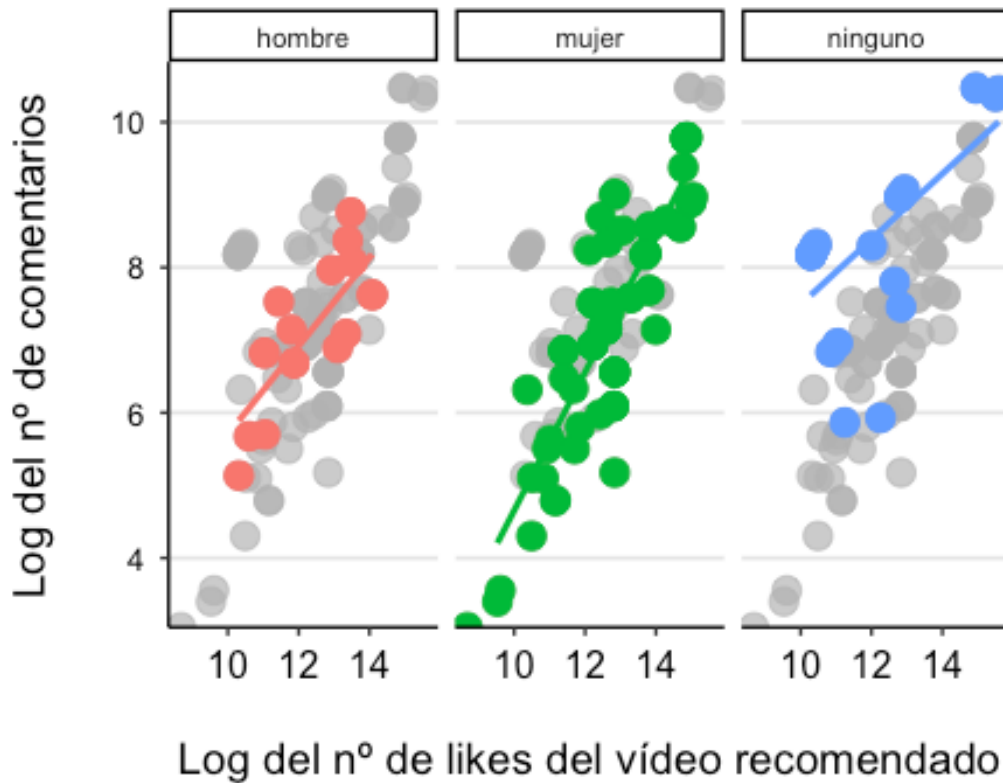 hombre
mujer
ninguno
Log del nº de comentarios
10
8
6
4
10 12 14
10 12 14
10 12 14
Log del nº de likes del vídeo recomendado